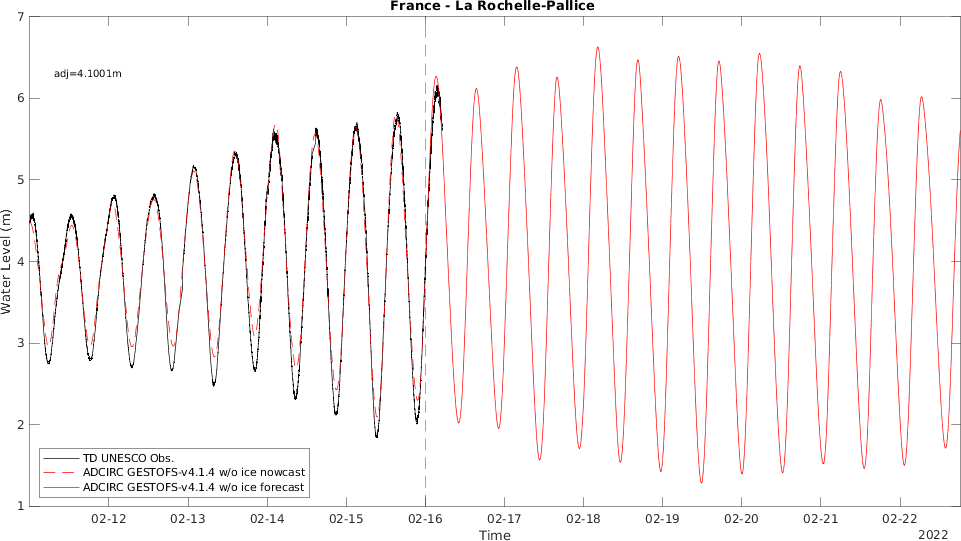 France - La Rochelle-Pallice
adj=4.1001m
7
6
5
4
3
2
1
Water Level (m)
TD UNESCO Obs.
ADCIRC GESTOFS-v4.1.4 w/o ice nowcast
ADCIRC GESTOFS-v4.1.4 w/o ice forecast
02-12 02-13 02-14 02-15 02-16 02-17 02-18 02-19 02-20 02-21 02-22
Time
2022